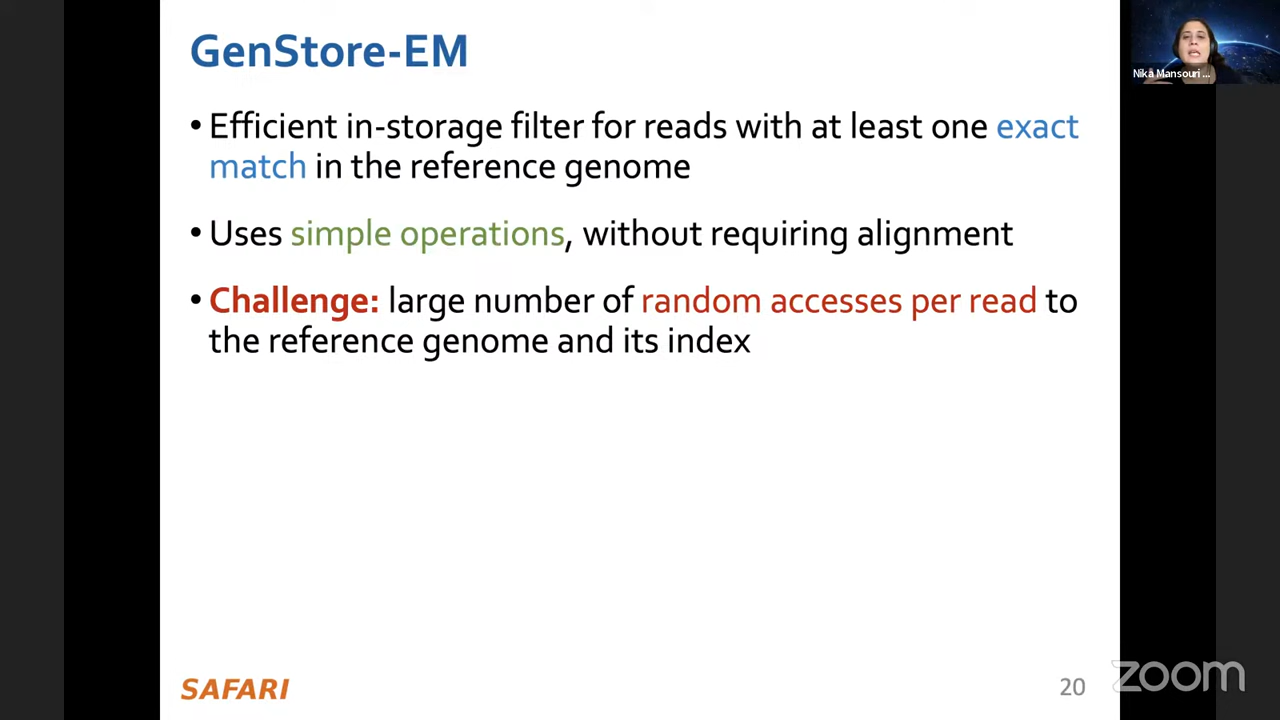 GenStore-EM
• Efficient in-storage filter for reads with at least one exact
match in the reference genome
• Uses simple operations, without requiring alignment
• Challenge: large number of random accesses per read to
the reference genome and its index
SAFARI
20
Nika Mansouri ...
zoom